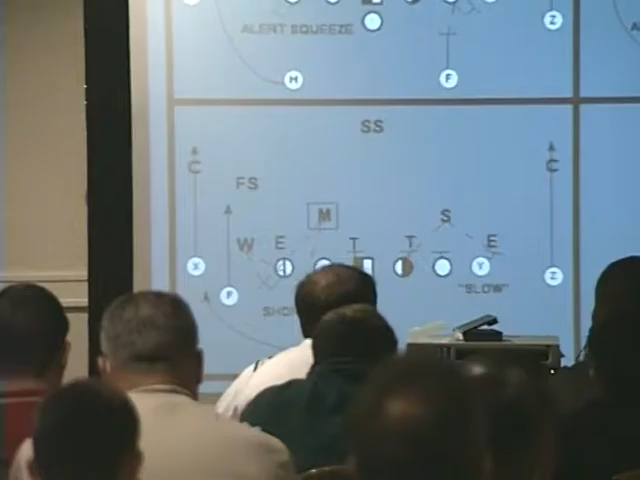 Z
ALERT SQUEEZE
H F
SS
C C
FS
M S
W E T T E
X Y Z
F "SLOW"